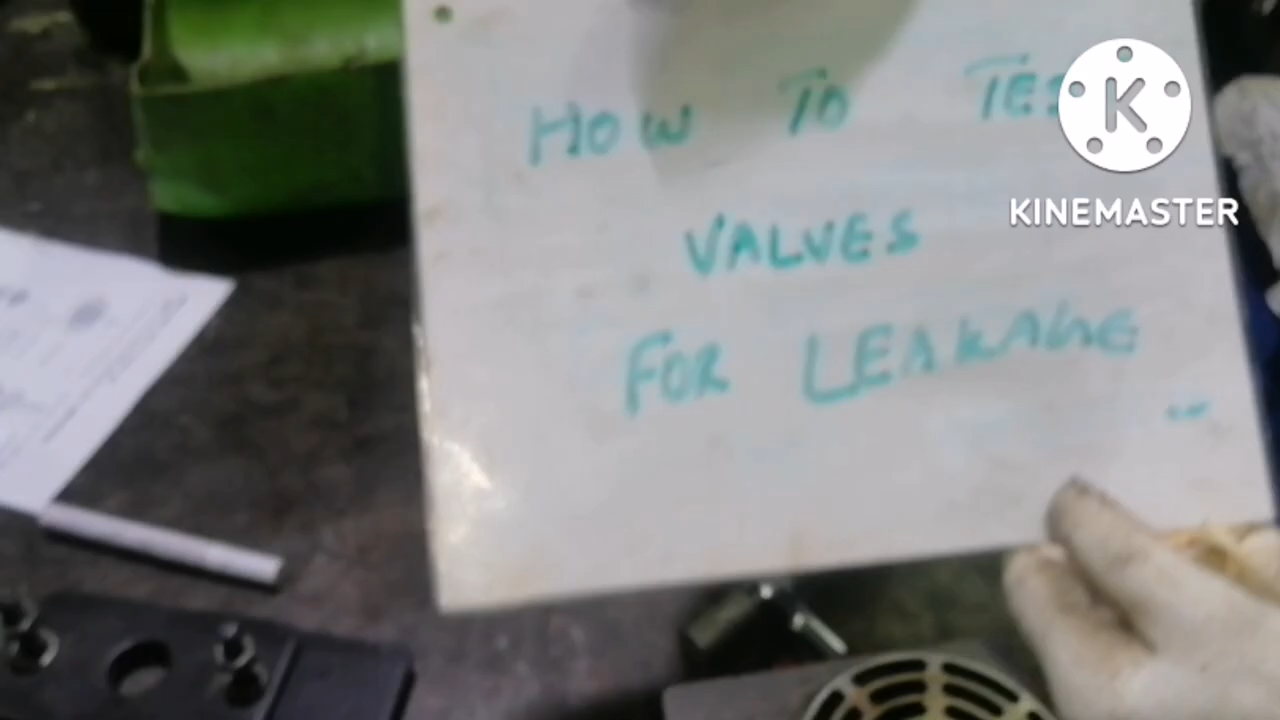 HOW TO TES
VALVES
FOR LEAKAGE
K
KINEMASTER